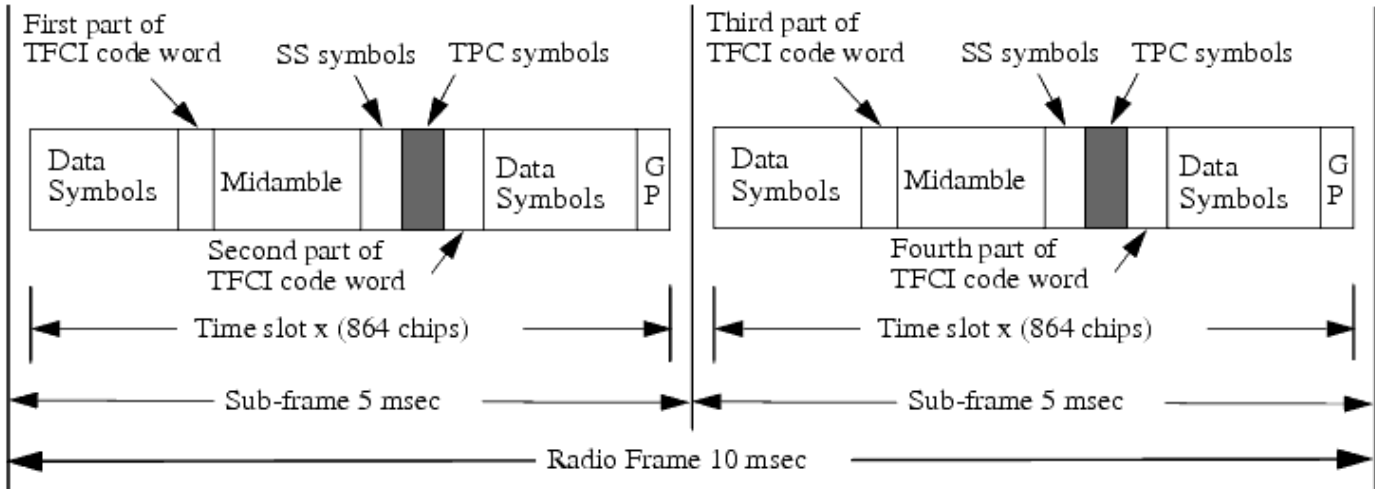 First part of
TFCI code word
SS symbols
TPC symbols
Data
Symbols
Midamble
Data
Symbols
G
P
Second part of
TFCI code word
Time slot x (864 chips)
Sub-frame 5 msec
Third part of
TFCI code word
SS symbols
TPC symbols
Data
Symbols
Midamble
Data
Symbols
G
P
Fourth part of
TFCI code word
Time slot x (864 chips)
Sub-frame 5 msec
Radio Frame 10 msec